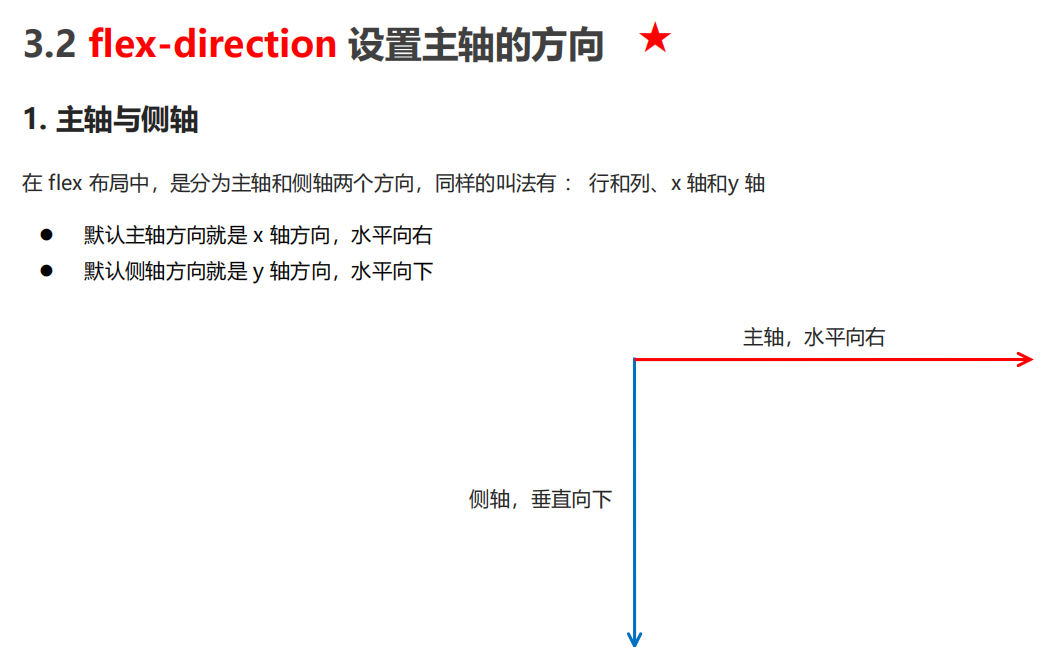 3.2 flex-direction 设置主轴的方向 ★
1. 主轴与侧轴
在 flex 布局中，是分为主轴和侧轴两个方向，同样的叫法有 ： 行和列、x 轴和y 轴
● 默认主轴方向就是 x 轴方向，水平向右
● 默认侧轴方向就是 y 轴方向，水平向下
主轴，水平向右
侧轴，垂直向下